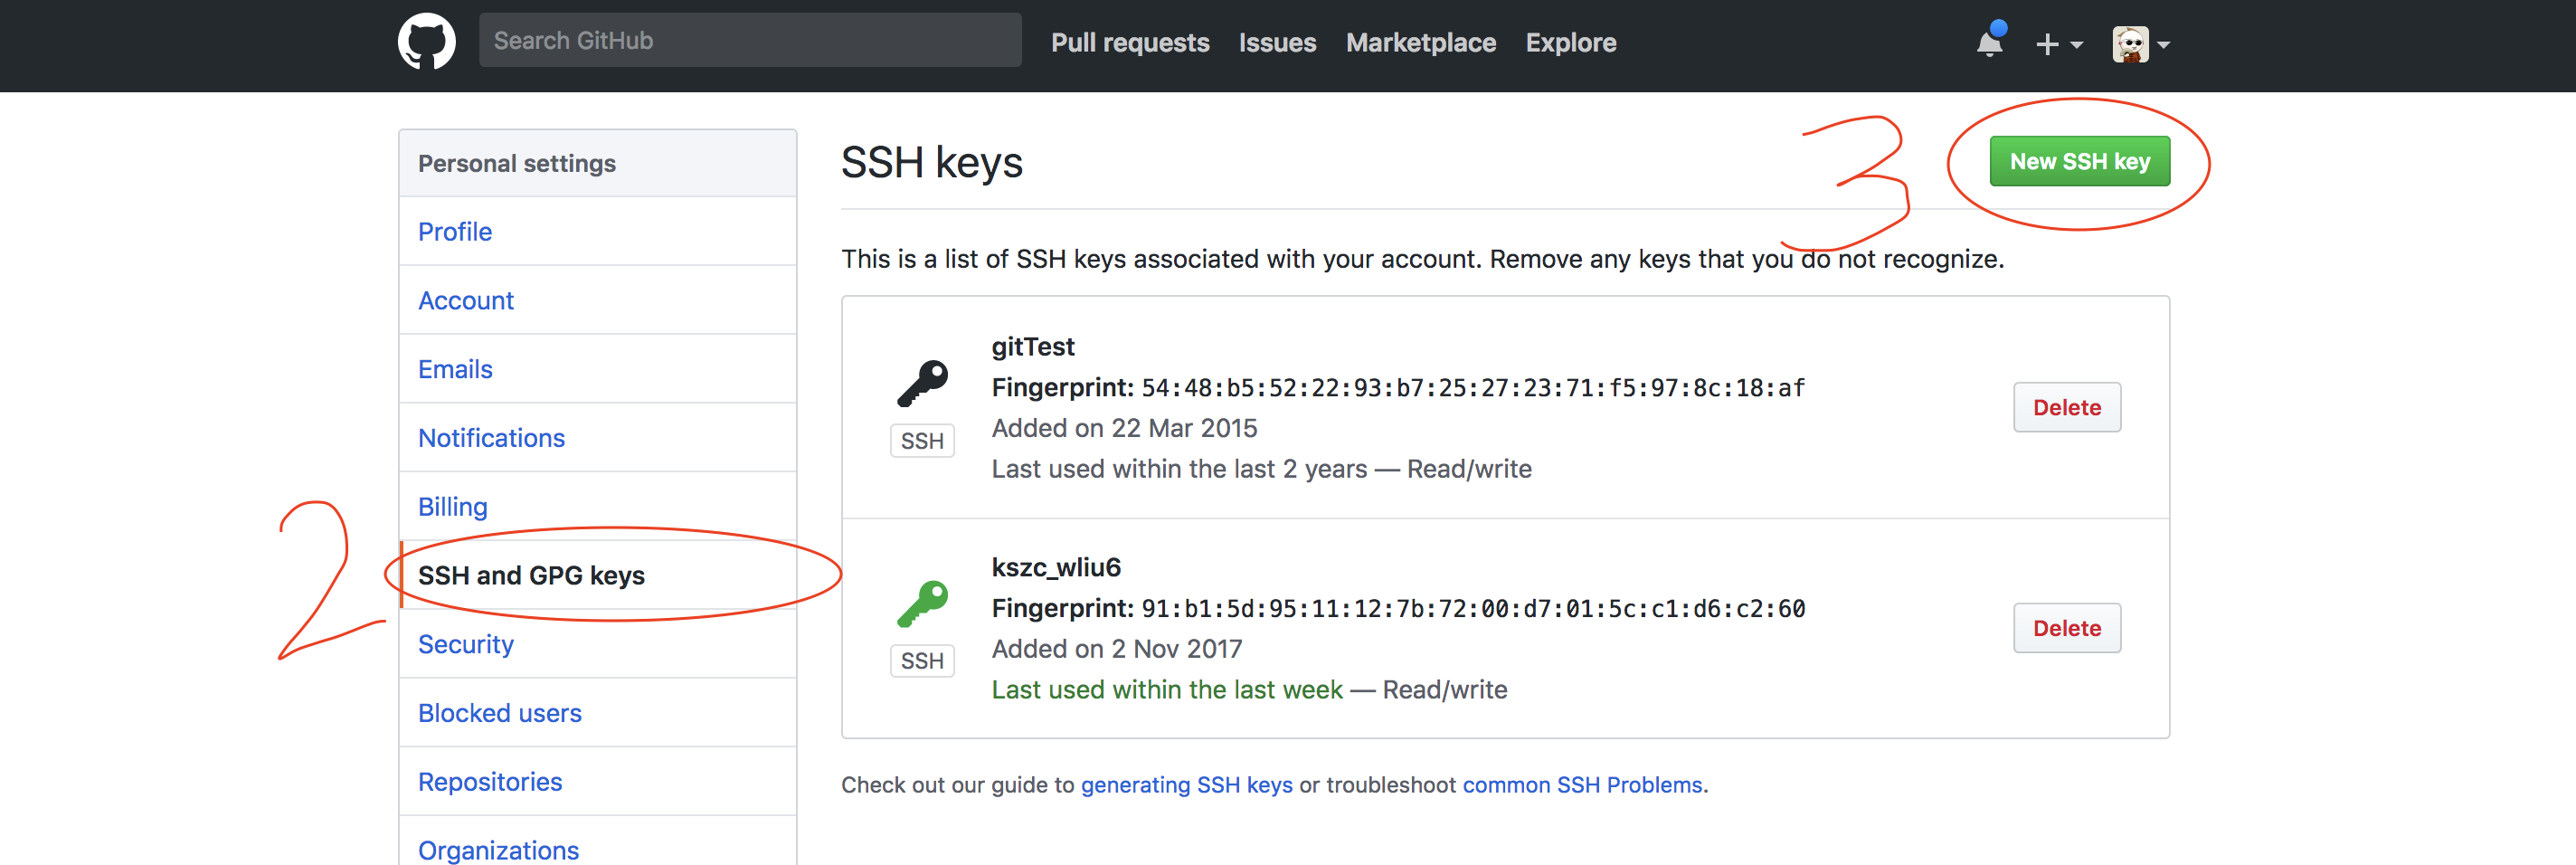 Search GitHub Pull requests Issues Marketplace Explore
Personal settings
Profile
Account
Emails
Notifications
Billing
2
SSH and GPG keys
Security
Blocked users
Repositories
Organizations
SSH keys
3
New SSH key
This is a list of SSH keys associated with your account. Remove any keys that you do not recognize.
gitTest
Fingerprint: 54:48:b5:52:22:93:b7:25:27:23:71:f5:97:8c:18:af
Added on 22 Mar 2015
Last used within the last 2 years — Read/write
SSH
Delete
kszc_wliu6
Fingerprint: 91:b1:5d:95:11:12:7b:72:00:d7:01:5c:c1:d6:c2:60
Added on 2 Nov 2017
Last used within the last week — Read/write
SSH
Delete
Check out our guide to generating SSH keys or troubleshoot common SSH Problems.